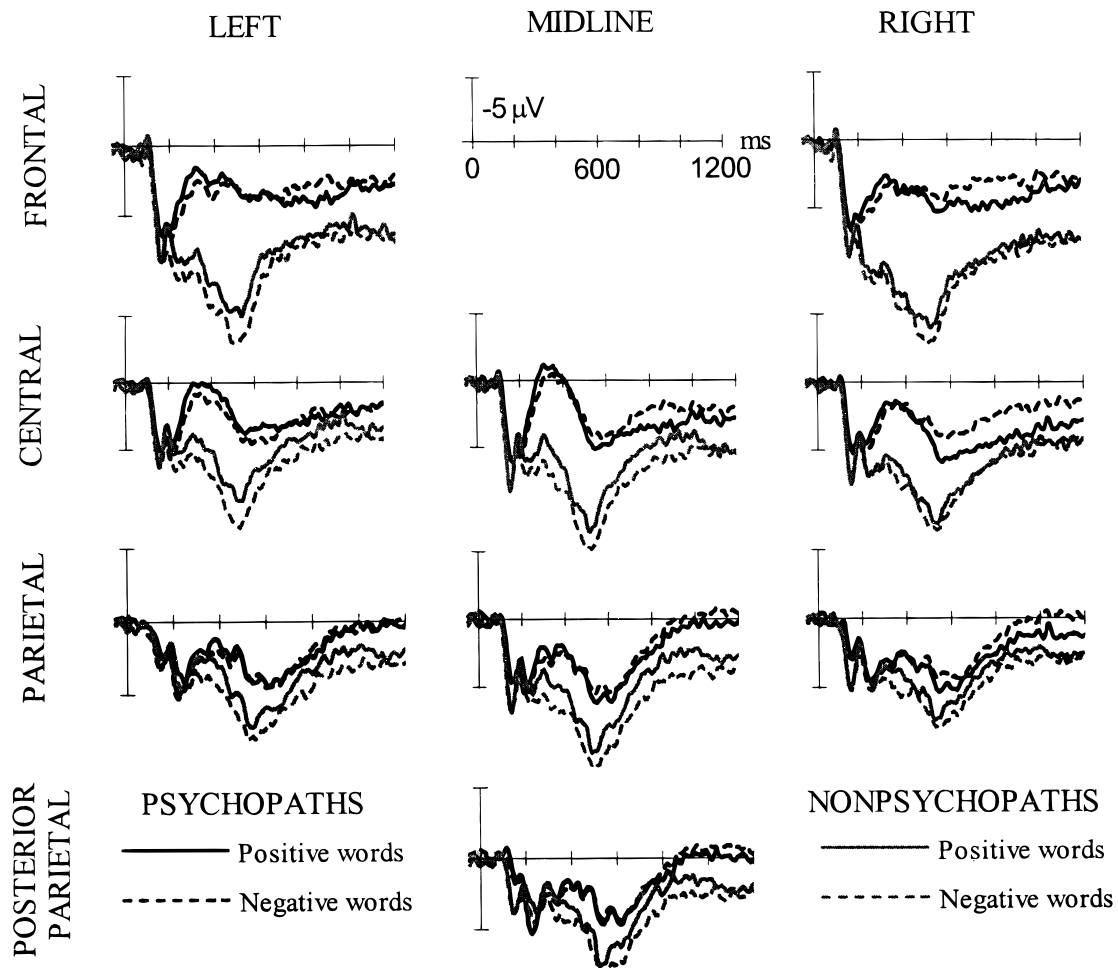 LEFT
MIDLINE
RIGHT
FRONTAL
-5 μV
ms
0 600 1200
CENTRAL
PARIETAL
POSTERIOR
PARIETAL
PSYCHOPATHS
Positive words
Negative words
NONPSYCHOPATHS
Positive words
Negative words